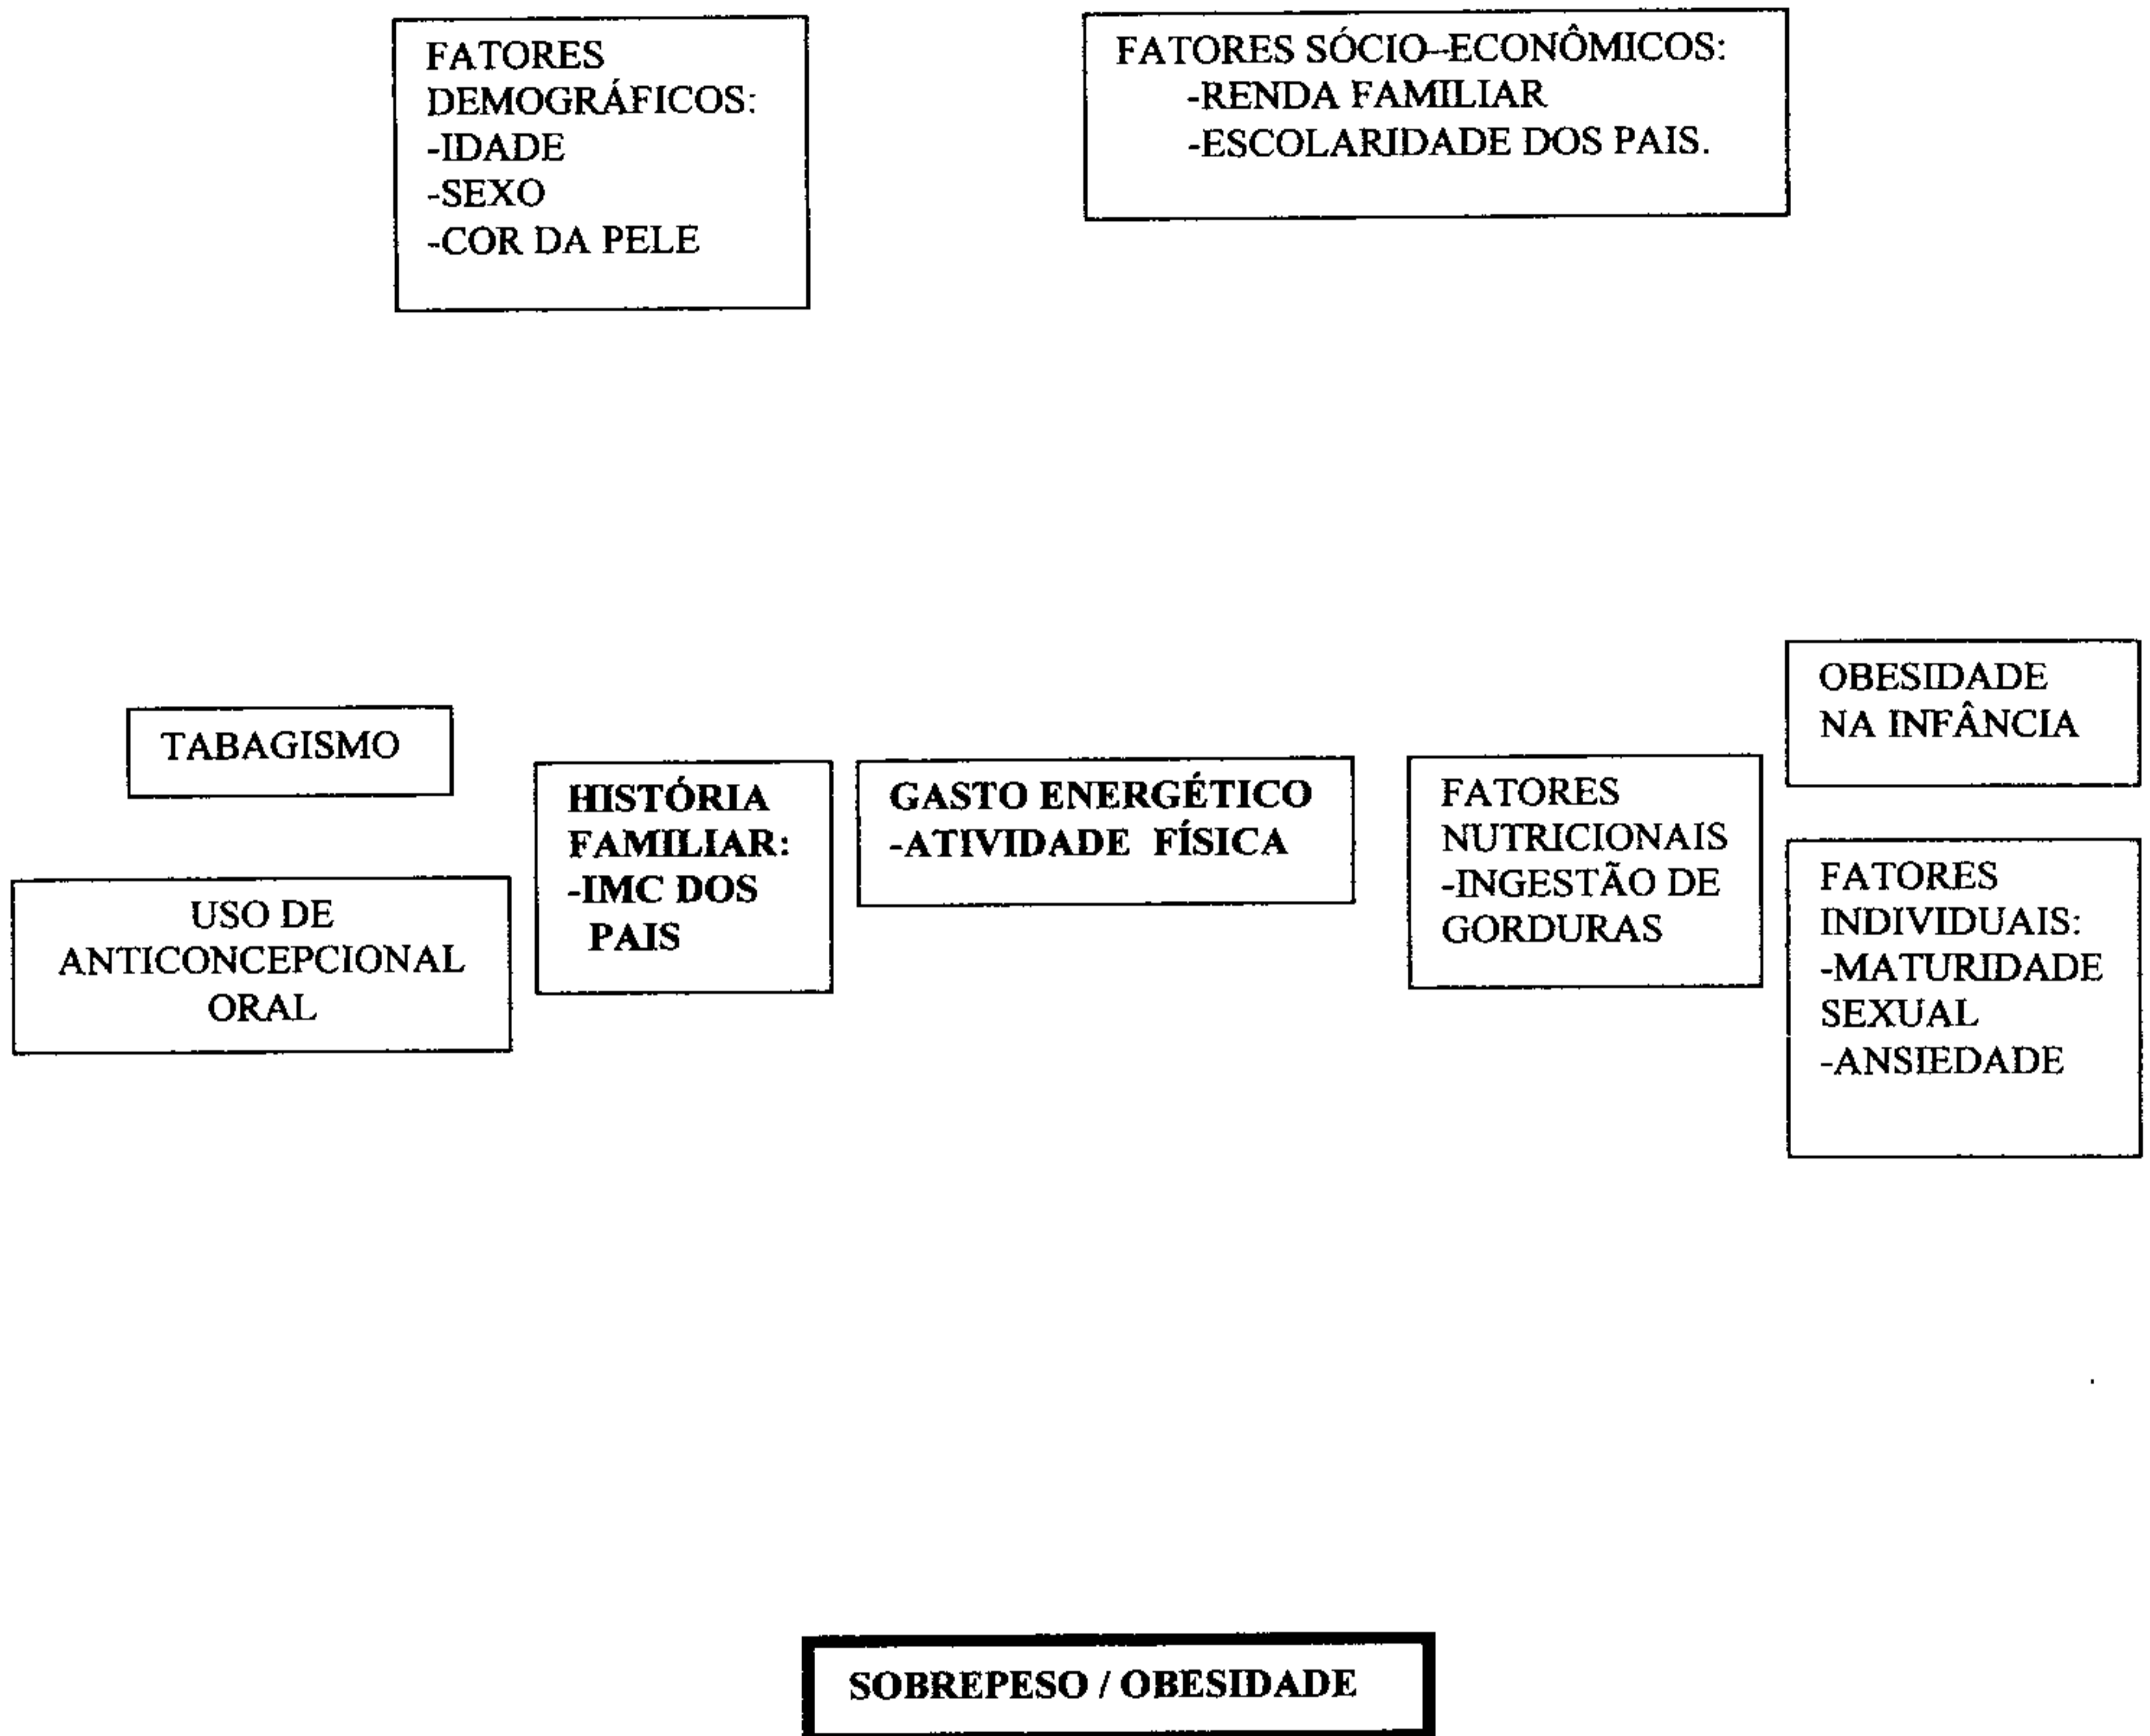 FATORES
DEMOGRÁFICOS:
-IDADE
-SEXO
-COR DA PELE
FATORES SÓCIO–ECONÔMICOS:
-RENDA FAMILIAR
-ESCOLARIDADE DOS PAIS.
TABAGISMO
USO DE
ANTICONCEPCIONAL
ORAL
HISTÓRIA
FAMILIAR:
-IMC DOS
PAIS
GASTO ENERGÉTICO
-ATIVIDADE FÍSICA
FATORES
NUTRICIONAIS
-INGESTÃO DE
GORDURAS
OBESIDADE
NA INFÂNCIA
FATORES
INDIVIDUAIS:
-MATURIDADE
SEXUAL
-ANSIEDADE
SOBREPESO / OBESIDADE